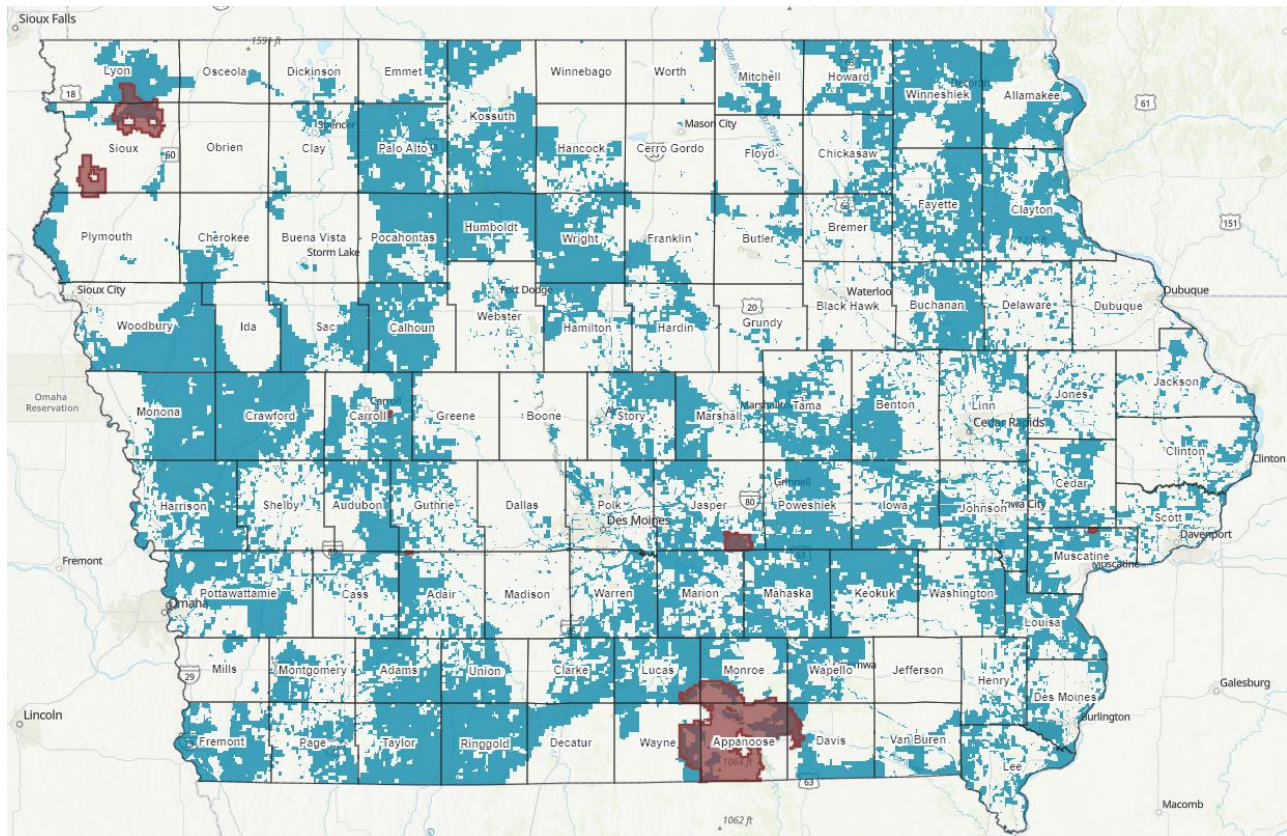 Sioux Falls
1591 ft
Lyon
Osceola
Dickinson
Emmet
Winnebago
Worth
Mitchell
Howard
Winneshiek
Allamakee
18
61
Sioux
60
Obrien
Clay
Spencer
Palo Alto
Kossuth
Hancock
Cerro Gordo
Mason City
Floyd
Chickasaw
Cedar River
Plymouth
Cherokee
Buena Vista
Storm Lake
Pocahontas
Humboldt
Wright
Franklin
Butler
Bremer
Fayette
Clayton
151
Sioux City
Woodbury
Ida
Sac
Calhoun
Fort Dodge
Webster
Hamilton
Hardin
20
Grundy
Waterloo
Black Hawk
Buchanan
Delaware
Dubuque
Dubuque
Omaha
Reservation
Monona
Crawford
Carroll
Carroll
Greene
Boone
Story
Marshall
Tama
Benton
Linn
Cedar Rapids
Jones
Jackson
Clinton
Clinton
Harrison
Shelby
Audubon
Guthrie
Dallas
Polk
Des Moines
Jasper
80
Grinnell
Poweshiek
Iowa
Johnson
Iowa City
Cedar
Scott
Davenport
Muscatine
Muscatine
Fremont
Omaha
Pottawattamie
Cass
Adair
Madison
Warren
Marion
Mahaska
Keokuk
Washington
Louisa
29
Mills
Montgomery
Adams
Union
Clarke
Lucas
Monroe
Wapello
Jefferson
Henry
Des Moines
Burlington
Galesburg
Lincoln
Fremont
Page
Taylor
Ringgold
Decatur
Wayne
Appanoose
1064 ft
Davis
Van Buren
Lee
63
1062 ft
Macomb